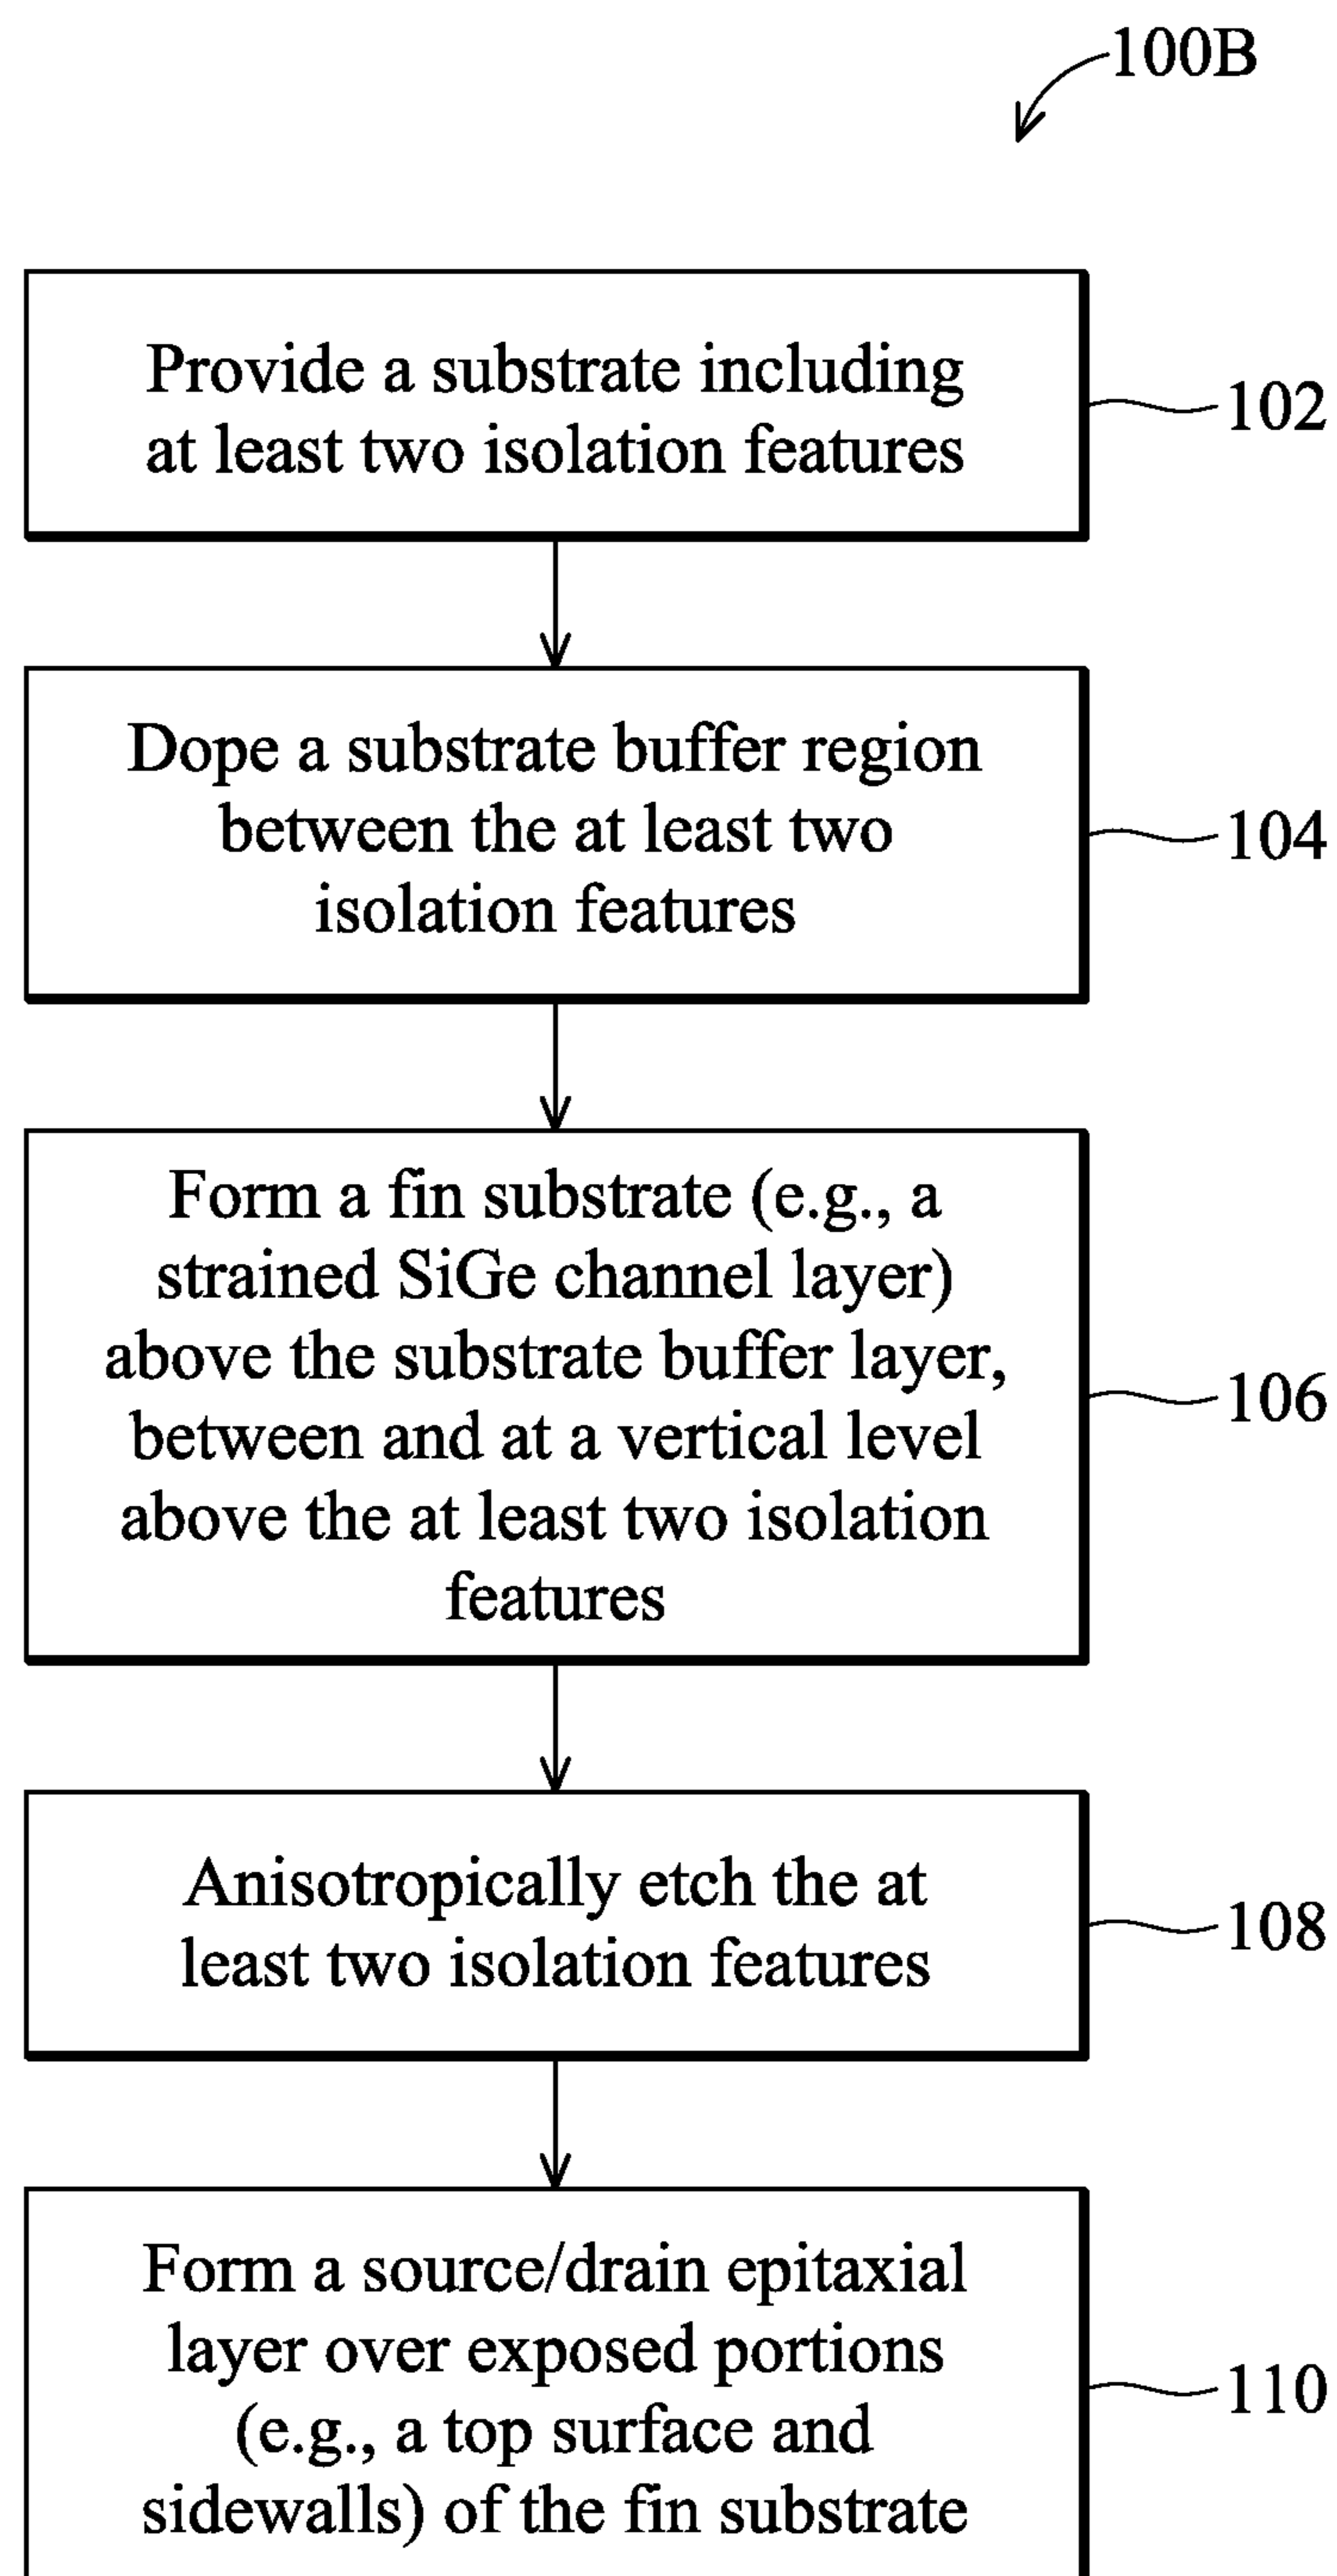 100B
Provide a substrate including
at least two isolation features
102
Dope a substrate buffer region
between the at least two
isolation features
104
Form a fin substrate (e.g., a
strained SiGe channel layer)
above the substrate buffer layer,
between and at a vertical level
above the at least two isolation
features
106
Anisotropically etch the at
least two isolation features
108
Form a source/drain epitaxial
layer over exposed portions
(e.g., a top surface and
sidewalls) of the fin substrate
110